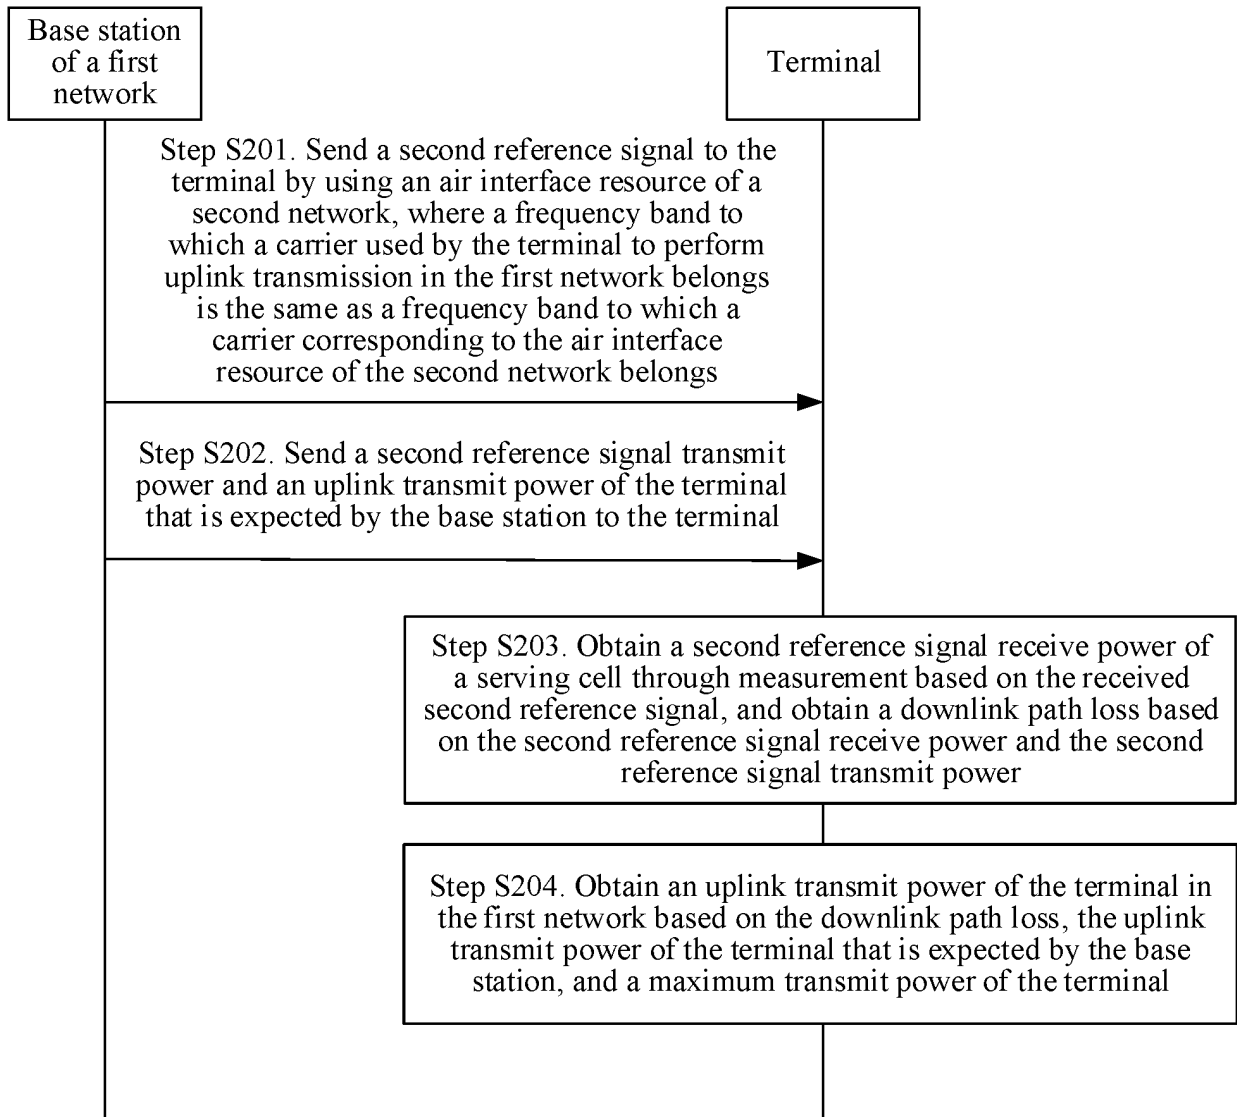 Base station
of a first
network
Terminal
Step S201. Send a second reference signal to the
terminal by using an air interface resource of a
second network, where a frequency band to
which a carrier used by the terminal to perform
uplink transmission in the first network belongs
is the same as a frequency band to which a
carrier corresponding to the air interface
resource of the second network belongs
Step S202. Send a second reference signal transmit
power and an uplink transmit power of the terminal
that is expected by the base station to the terminal
Step S203. Obtain a second reference signal receive power of
a serving cell through measurement based on the received
second reference signal, and obtain a downlink path loss based
on the second reference signal receive power and the second
reference signal transmit power
Step S204. Obtain an uplink transmit power of the terminal in
the first network based on the downlink path loss, the uplink
transmit power of the terminal that is expected by the base
station, and a maximum transmit power of the terminal